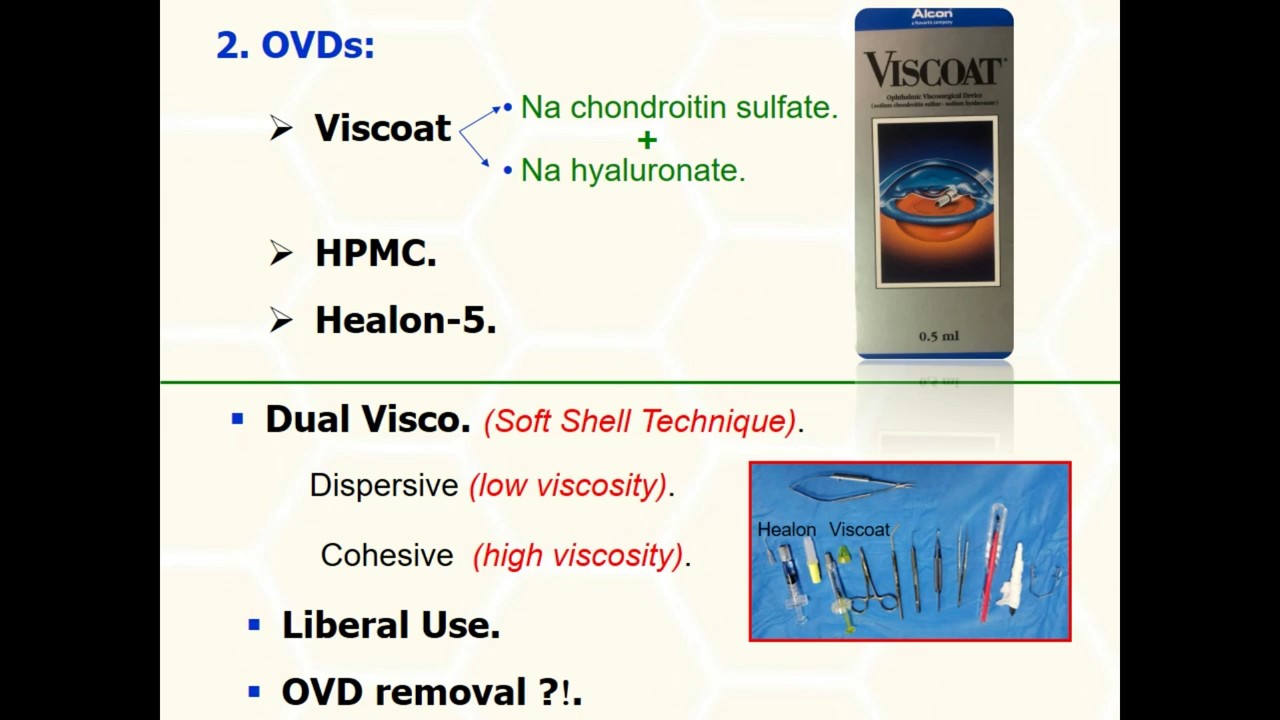 2. OVDs:
➢ Viscoat
• Na chondroitin sulfate.
+
• Na hyaluronate.
➢ HPMC.
➢ Healon-5.
Alcon
a Novartis company
VISCOAT
Ophthalmic Viscosurgical Device
(sodium chondroitin sulfate - sodium hyaluronate)
0.5 ml
▪ Dual Visco. (Soft Shell Technique).
Dispersive (low viscosity).
Cohesive (high viscosity).
Healon Viscoat
▪ Liberal Use.
▪ OVD removal ?!.